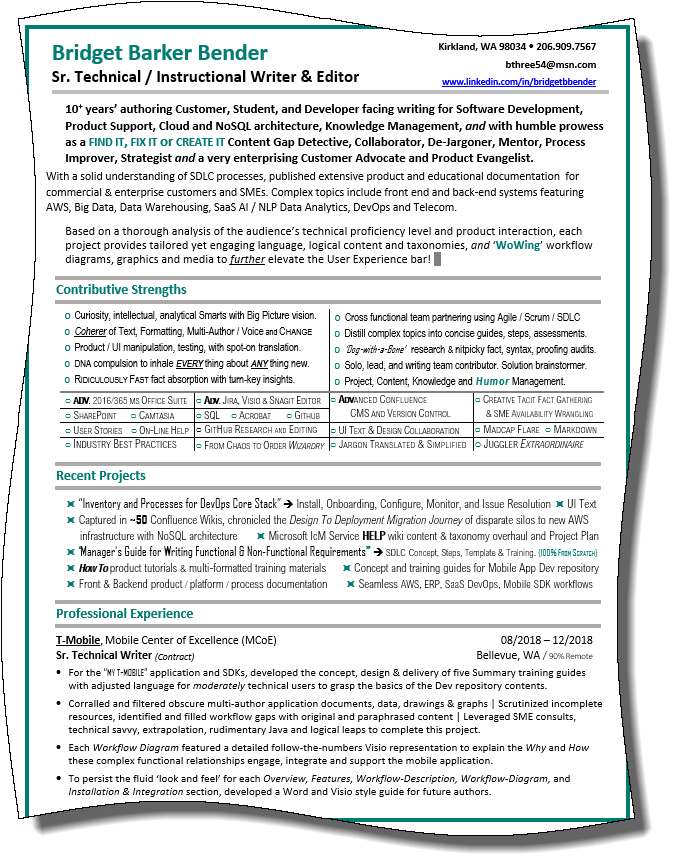 Bridget Barker Bender
Kirkland, WA 98034 • 206.909.7567
Sr. Technical / Instructional Writer & Editor
bthree54@msn.com
www.linkedin.com/in/bridgetbbender
10+ years' authoring Customer, Student, and Developer facing writing for Software Development,
Product Support, Cloud and NoSQL architecture, Knowledge Management, and with humble prowess
as a FIND IT, FIX IT or CREATE IT Content Gap Detective, Collaborator, De-Jargoner, Mentor, Process
Improver, Strategist and a very enterprising Customer Advocate and Product Evangelist.
With a solid understanding of SDLC processes, published extensive product and educational documentation for
commercial & enterprise customers and SMEs. Complex topics include front end and back-end systems featuring
AWS, Big Data, Data Warehousing, SaaS AI / NLP Data Analytics, DevOps and Telecom.
Based on a thorough analysis of the audience's technical proficiency level and product interaction, each
project provides tailored yet engaging language, logical content and taxonomies, and 'WoWing' workflow
diagrams, graphics and media to further elevate the User Experience bar!
Contributive Strengths
o Curiosity, intellectual, analytical Smarts with Big Picture vision.
o Coherer of Text, Formatting, Multi-Author / Voice and CHANGE
o Product / UI manipulation, testing, with spot-on translation.
o DNA compulsion to inhale EVERY thing about ANY thing new.
o RIDICULOUSLY FAST fact absorption with turn-key insights.
o Cross functional team partnering using Agile / Scrum / SDLC
o Distill complex topics into concise guides, steps, assessments.
o 'Dog-with-a-Bone' research & nitpicky fact, syntax, proofing audits.
o Solo, lead, and writing team contributor. Solution brainstormer.
o Project, Content, Knowledge and Humor Management.
o ADV. 2016/365 MS OFFICE SUITE o ADV. JIRA, VISIO & SNAGIT EDITOR o ADVANCED CONFLUENCE o CREATIVE TACIT FACT GATHERING
o SHAREPOINT o CAMTASIA o SQL o ACROBAT o GITHUB CMS AND VERSION CONTROL & SME AVAILABILITY WRANGLING
o USER STORIES o ON-LINE HELP o GITHUB RESEARCH AND EDITING o UI TEXT & DESIGN COLLABORATION o MADCAP FLARE o MARKDOWN
o INDUSTRY BEST PRACTICES o FROM CHAOS TO ORDER WIZARDRY o JARGON TRANSLATED & SIMPLIFIED o JUGGLER EXTRAORDINAIRE
Recent Projects
"Inventory and Processes for DevOps Core Stack" ➔ Install, Onboarding, Configure, Monitor, and Issue Resolution UI Text
Captured in ~50 Confluence Wikis, chronicled the Design To Deployment Migration Journey of disparate silos to new AWS
infrastructure with NoSQL architecture Microsoft IcM Service HELP wiki content & taxonomy overhaul and Project Plan
"Manager's Guide for Writing Functional & Non-Functional Requirements" ➔ SDLC Concept, Steps, Template & Training. (100% FROM SCRATCH)
How To product tutorials & multi-formatted training materials Concept and training guides for Mobile App Dev repository
Front & Backend product / platform / process documentation Seamless AWS, ERP, SaaS DevOps, Mobile SDK workflows
Professional Experience
T-Mobile, Mobile Center of Excellence (MCoE) 08/2018 – 12/2018
Sr. Technical Writer (Contract) Bellevue, WA / 90% Remote
• For the "MY T-MOBILE" application and SDKs, developed the concept, design & delivery of five Summary training guides
with adjusted language for moderately technical users to grasp the basics of the Dev repository contents.
• Corralled and filtered obscure multi-author application documents, data, drawings & graphs | Scrutinized incomplete
resources, identified and filled workflow gaps with original and paraphrased content | Leveraged SME consults,
technical savvy, extrapolation, rudimentary Java and logical leaps to complete this project.
• Each Workflow Diagram featured a detailed follow-the-numbers Visio representation to explain the Why and How
these complex functional relationships engage, integrate and support the mobile application.
• To persist the fluid 'look and feel' for each Overview, Features, Workflow-Description, Workflow-Diagram, and
Installation & Integration section, developed a Word and Visio style guide for future authors.